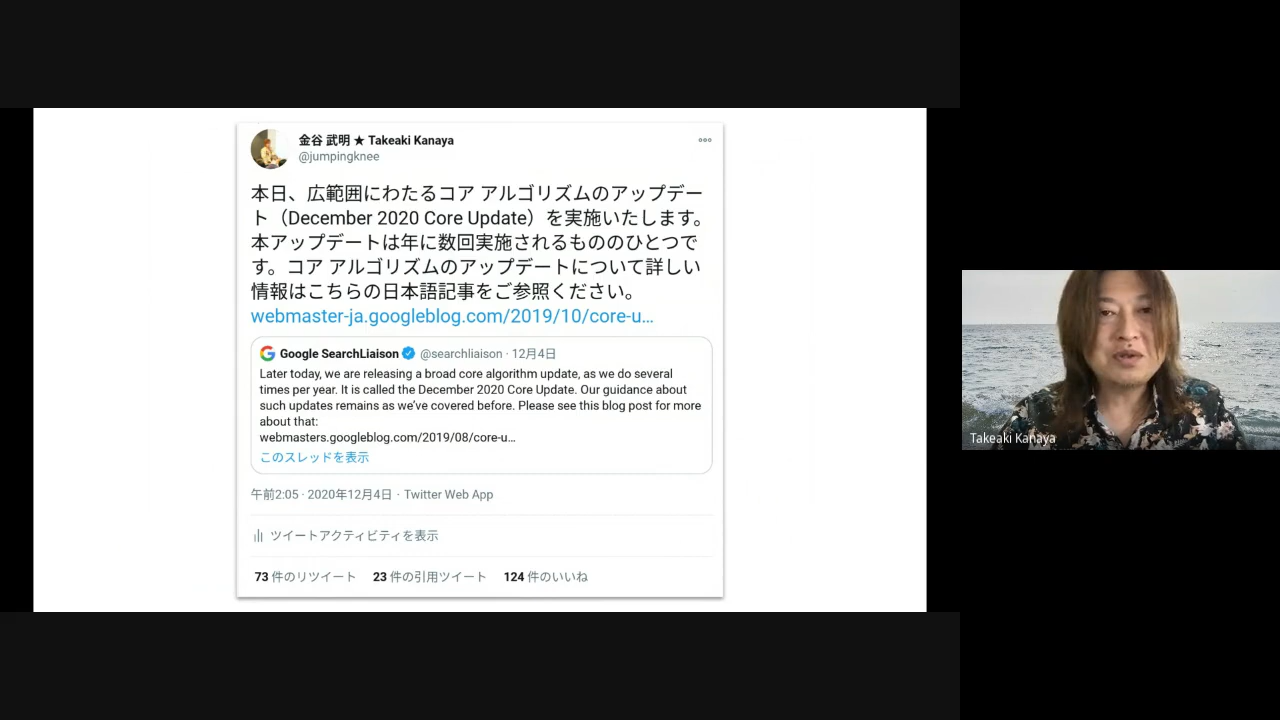 金谷 武明 ★ Takeaki Kanaya
@jumpingknee
本日、広範囲にわたるコア アルゴリズムのアップデー
ト（December 2020 Core Update）を実施いたします。
本アップデートは年に数回実施されるもののひとつで
す。コア アルゴリズムのアップデートについて詳しい
情報はこちらの日本語記事をご参照ください。
webmaster-ja.googleblog.com/2019/10/core-u…
Google SearchLiaison @searchliaison · 12月4日
Later today, we are releasing a broad core algorithm update, as we do several
times per year. It is called the December 2020 Core Update. Our guidance about
such updates remains as we've covered before. Please see this blog post for more
about that:
webmasters.googleblog.com/2019/08/core-u…
このスレッドを表示
午前2:05 · 2020年12月4日 · Twitter Web App
ツイートアクティビティを表示
73 件のリツイート 23 件の引用ツイート 124 件のいいね
Takeaki Kanaya